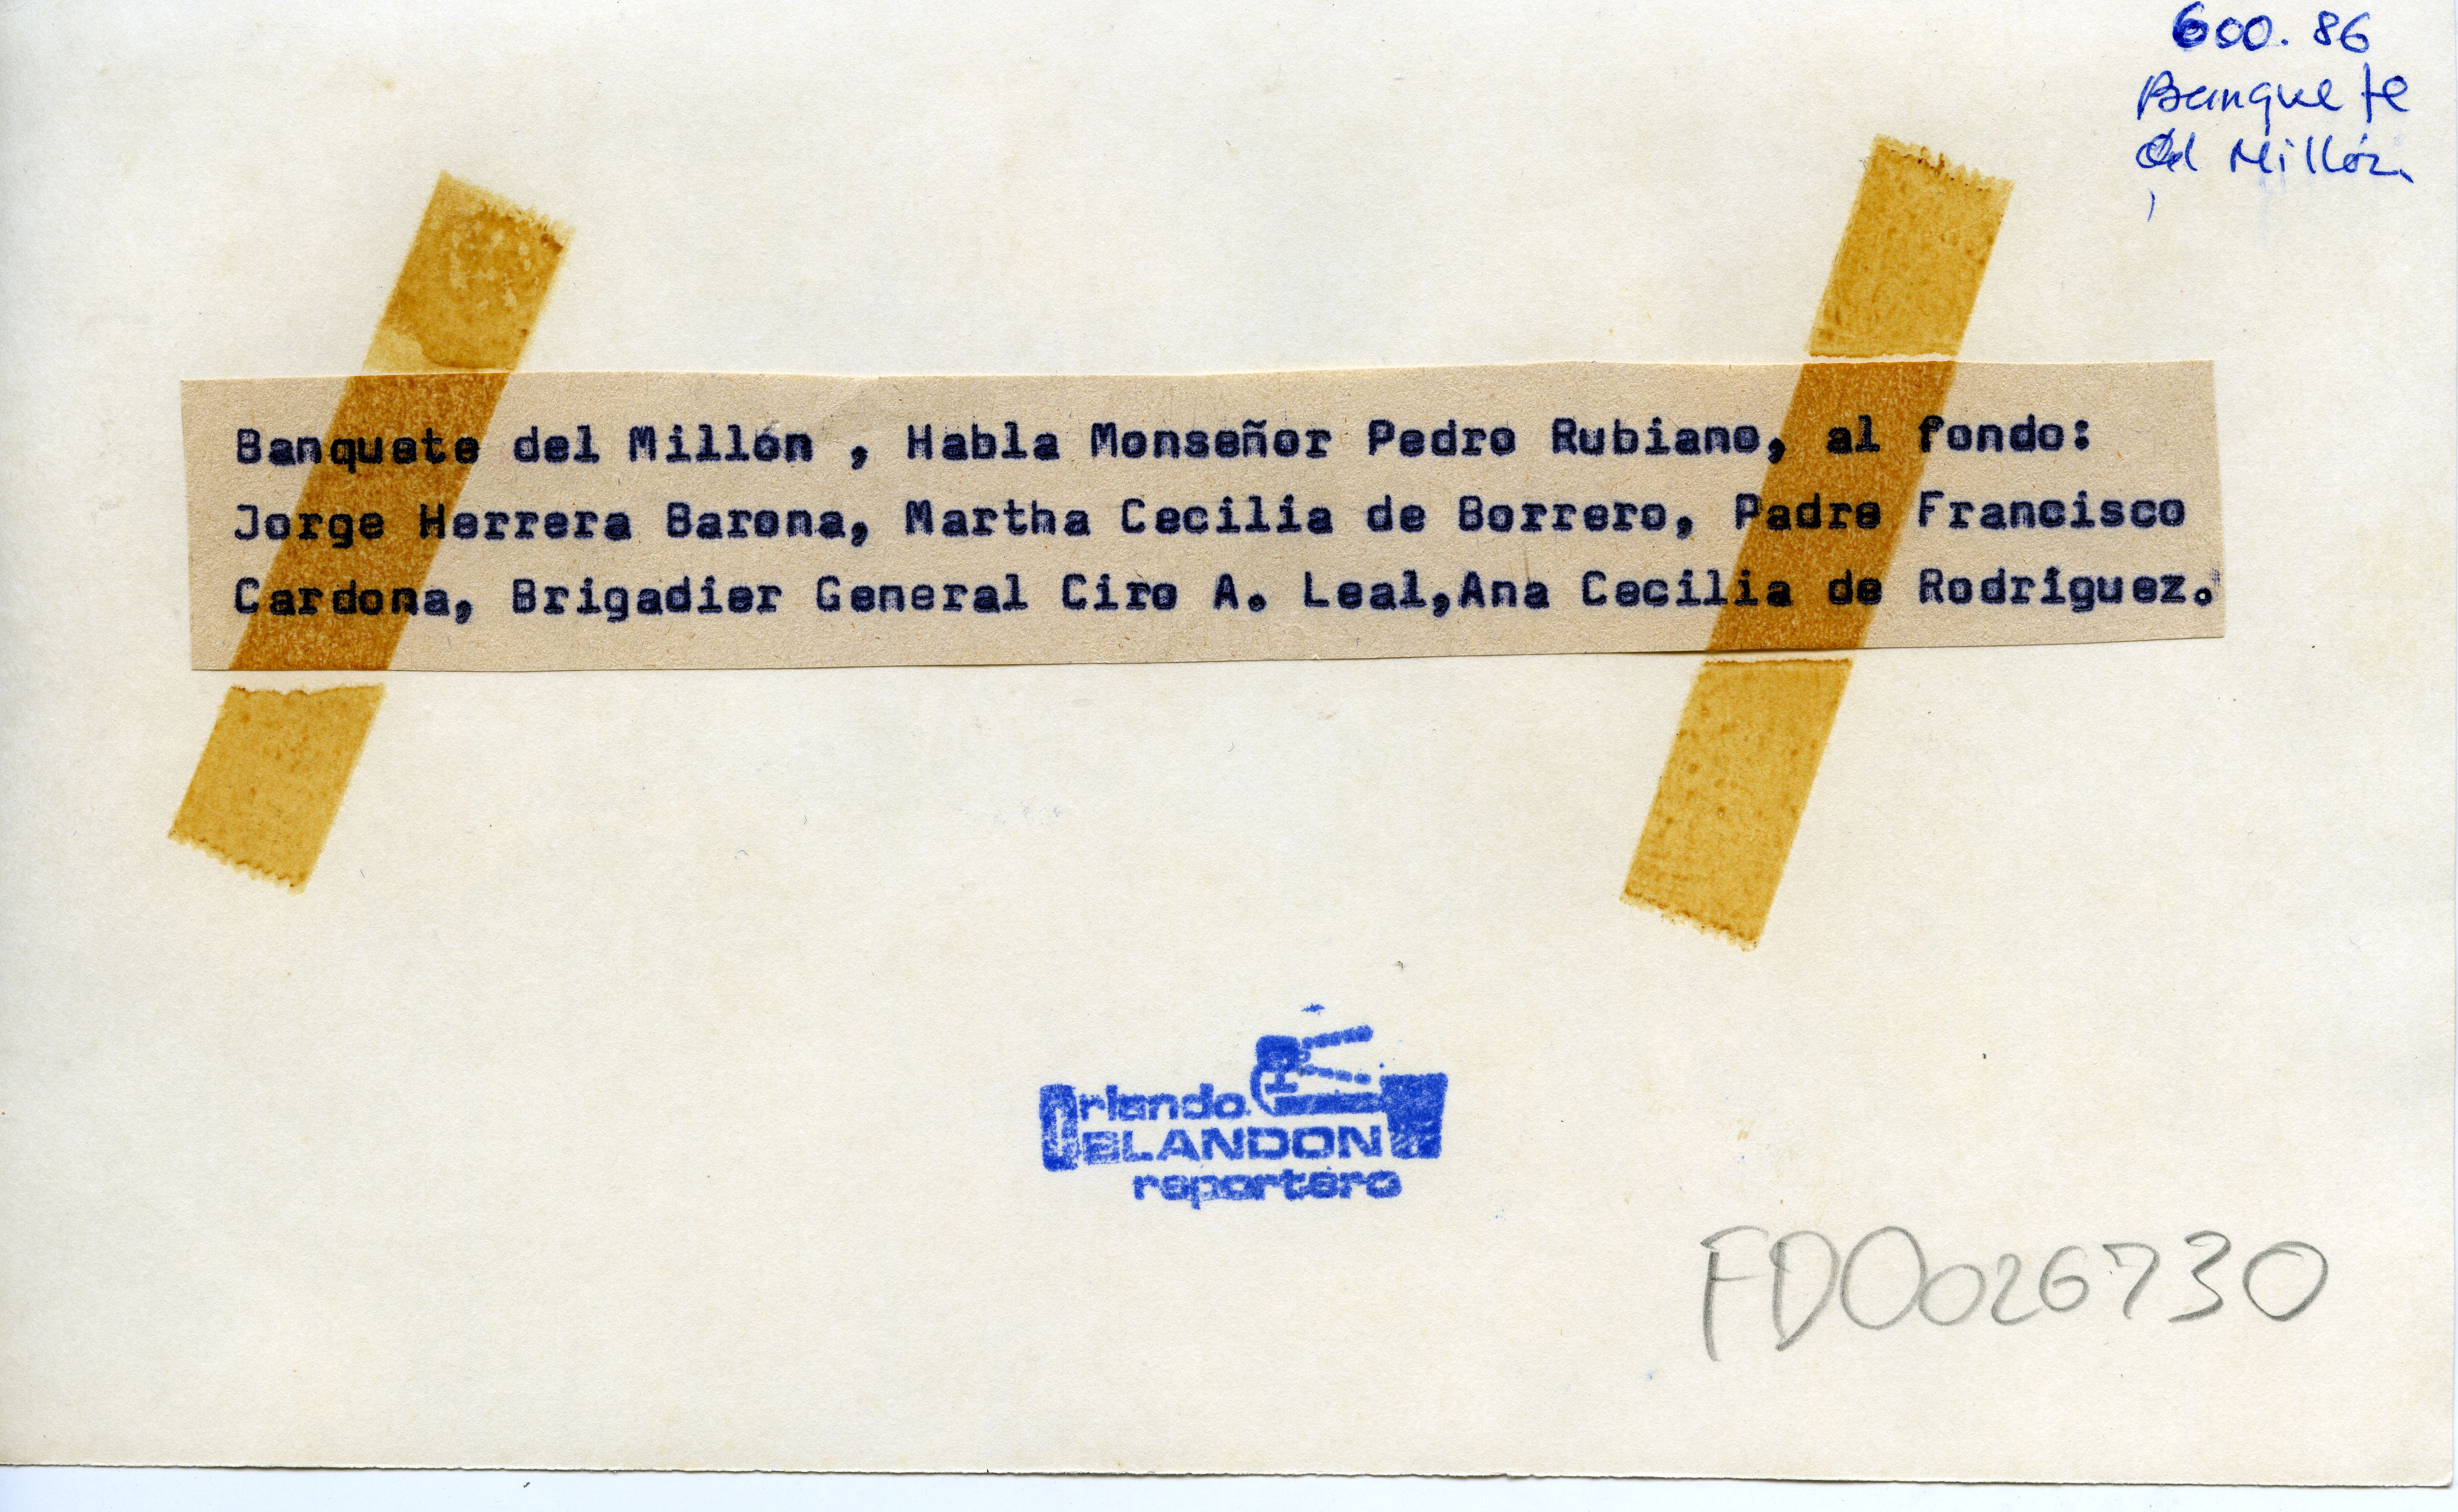 600.86
Banquete
del Millón
Banquete del Millón , Habla Monseñor Pedro Rubiano, al fondo:
Jorge Herrera Barona, Martha Cecilia de Borrero, Padre Francisco
Cardona, Brigadier General Ciro A. Leal,Ana Cecilia de Rodríguez.
Orlando
BLANDON
reportero
FD0026730